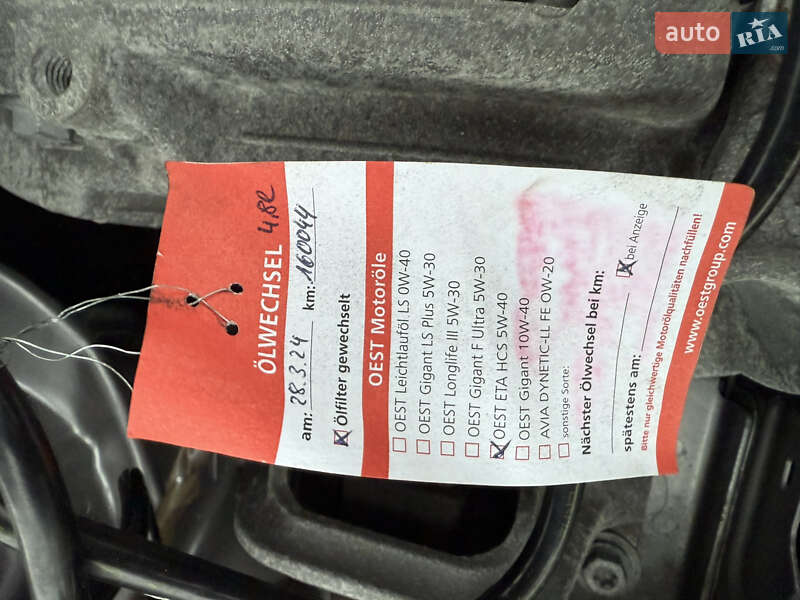 auto RIA.com
ÖLWECHSEL 4,8l
am: 28.3.24 km: 160044
Ölfilter gewechselt
OEST Motoröle
OEST Leichtlauföl LS 0W-40
OEST Gigant LS Plus 5W-30
OEST Longlife III 5W-30
OEST Gigant F Ultra 5W-30
OEST ETA HCS 5W-40
OEST Gigant 10W-40
AVIA DYNETIC-LL FE OW-20
sonstige Sorte:
Nächster Ölwechsel bei km:
bei Anzeige
spätestens am:
Bitte nur gleichwertige Motorölqualitäten nachfüllen!
www.oestgroup.com